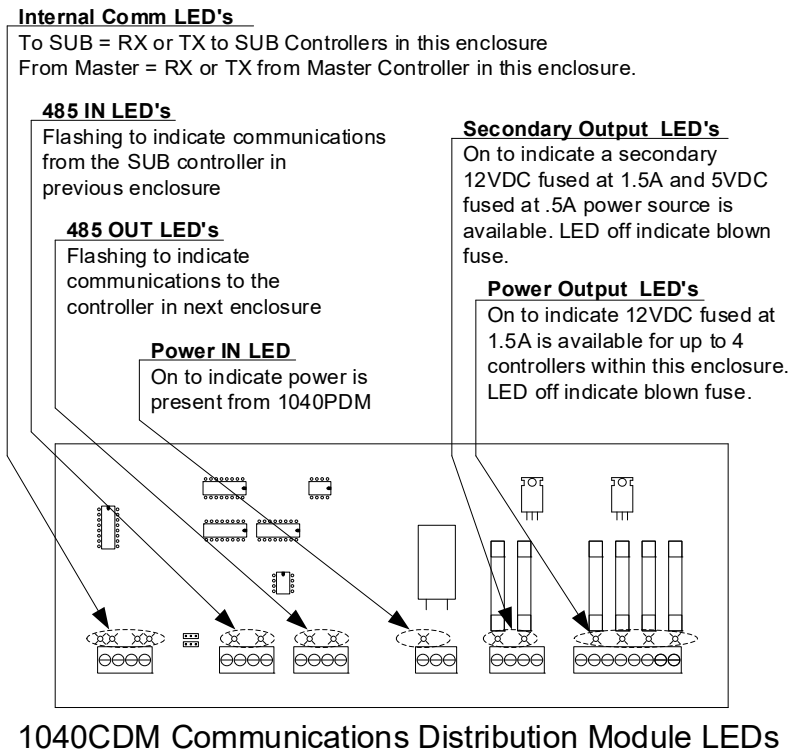 Internal Comm LED's
To SUB = RX or TX to SUB Controllers in this enclosure
From Master = RX or TX from Master Controller in this enclosure.
485 IN LED's
Flashing to indicate communications
from the SUB controller in
previous enclosure
485 OUT LED's
Flashing to indicate
communications to the
controller in next enclosure
Power IN LED
On to indicate power is
present from 1040PDM
Secondary Output LED's
On to indicate a secondary
12VDC fused at 1.5A and 5VDC
fused at .5A power source is
available. LED off indicate blown
fuse.
Power Output LED's
On to indicate 12VDC fused at
1.5A is available for up to 4
controllers within this enclosure.
LED off indicate blown fuse.
1040CDM Communications Distribution Module LEDs